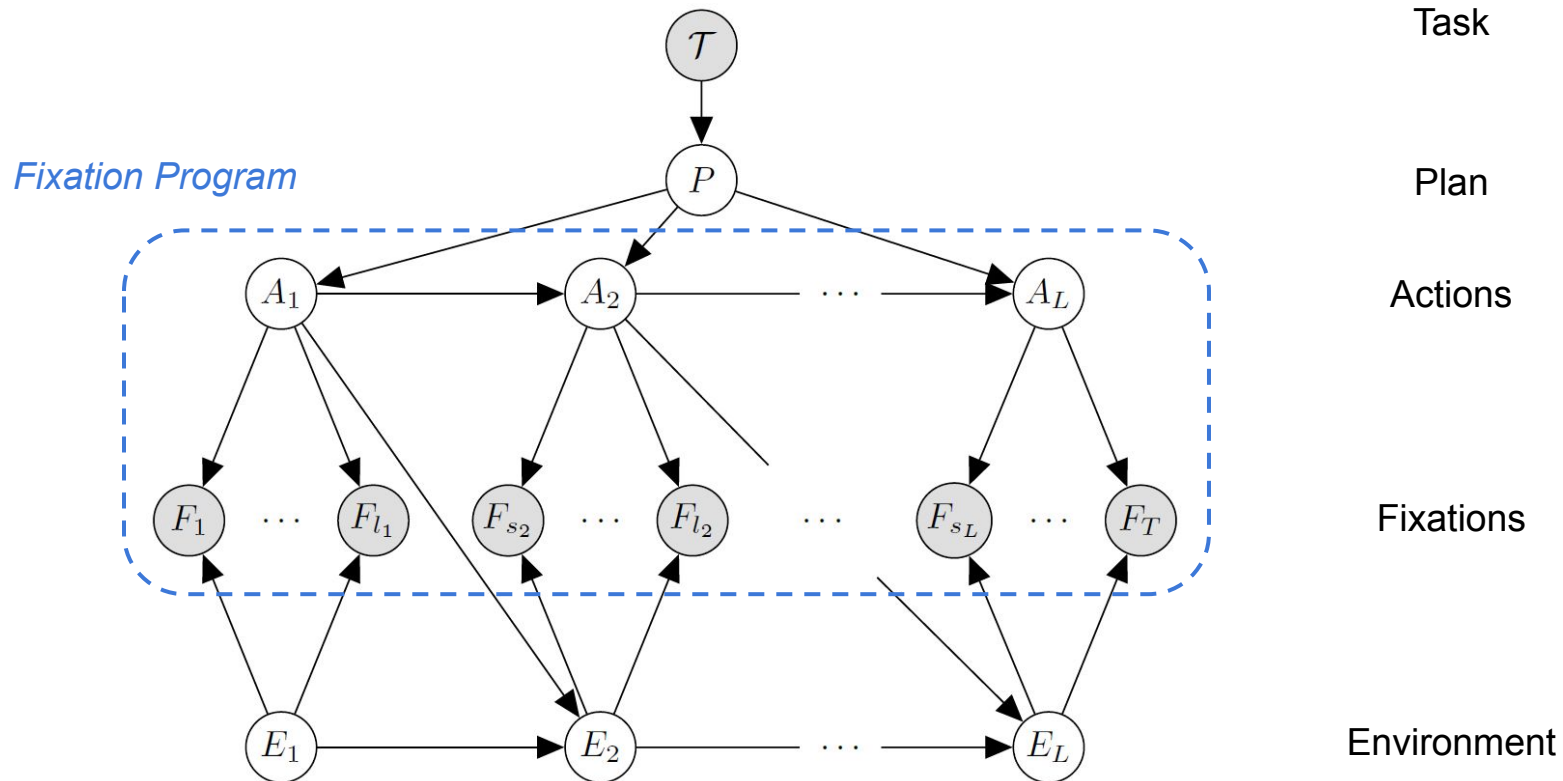 𝒯 Task
Fixation Program
P Plan
A₁ A₂ ··· A_L Actions
F₁ ··· F_{l₁} F_{s₂} ··· F_{l₂} ··· F_{s_L} ··· F_T Fixations
E₁ E₂ ··· E_L Environment